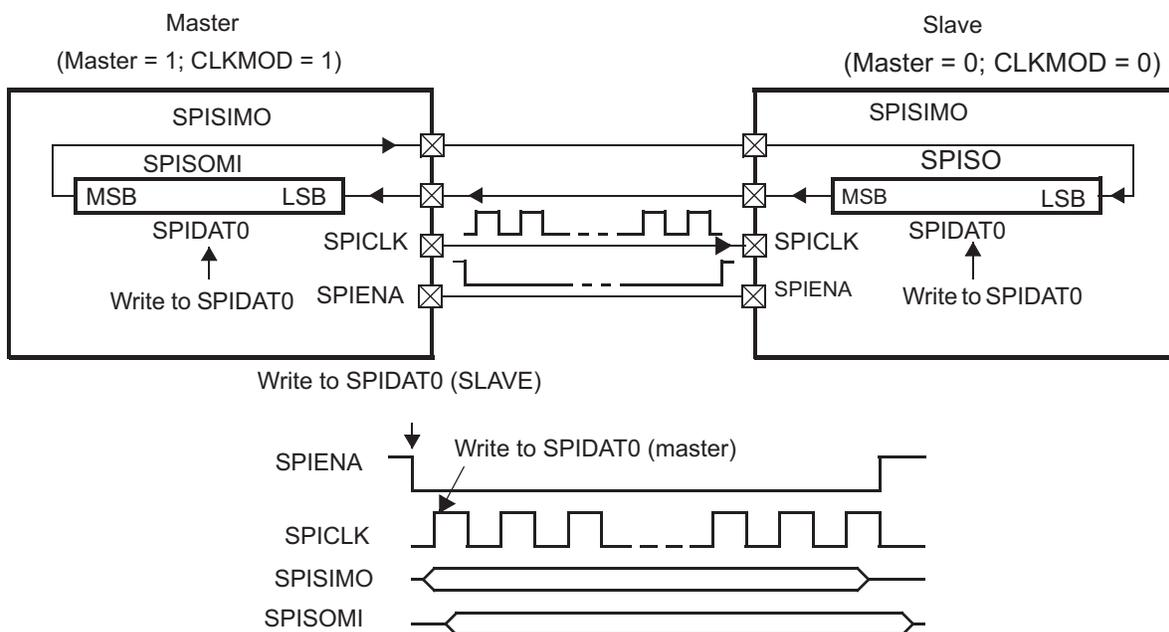 Master
(Master = 1; CLKMOD = 1)
Slave
(Master = 0; CLKMOD = 0)
SPISIMO
SPISIMO
SPISOMI
SPISO
MSB LSB
MSB LSB
SPIDAT0
SPIDAT0
SPICLK
SPICLK
Write to SPIDAT0
SPIENA
SPIENA
Write to SPIDAT0
Write to SPIDAT0 (SLAVE)
Write to SPIDAT0 (master)
SPIENA
SPICLK
SPISIMO
SPISOMI